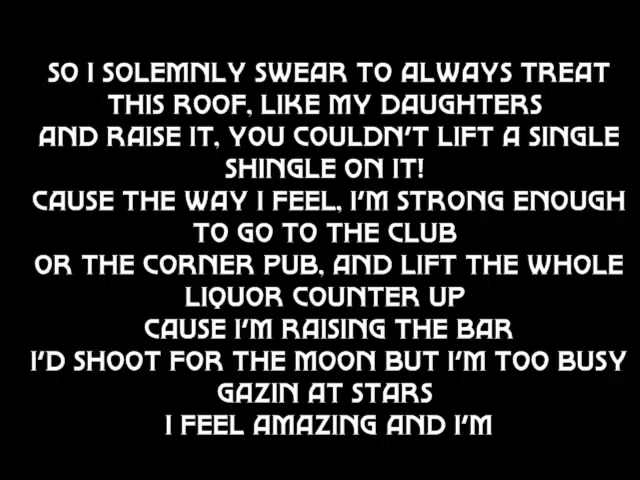 SO I SOLEMNLY SWEAR TO ALWAYS TREAT
THIS ROOF, LIKE MY DAUGHTERS
AND RAISE IT, YOU COULDN'T LIFT A SINGLE
SHINGLE ON IT!
CAUSE THE WAY I FEEL, I'M STRONG ENOUGH
TO GO TO THE CLUB
OR THE CORNER PUB, AND LIFT THE WHOLE
LIQUOR COUNTER UP
CAUSE I'M RAISING THE BAR
I'D SHOOT FOR THE MOON BUT I'M TOO BUSY
GAZIN AT STARS
I FEEL AMAZING AND I'M